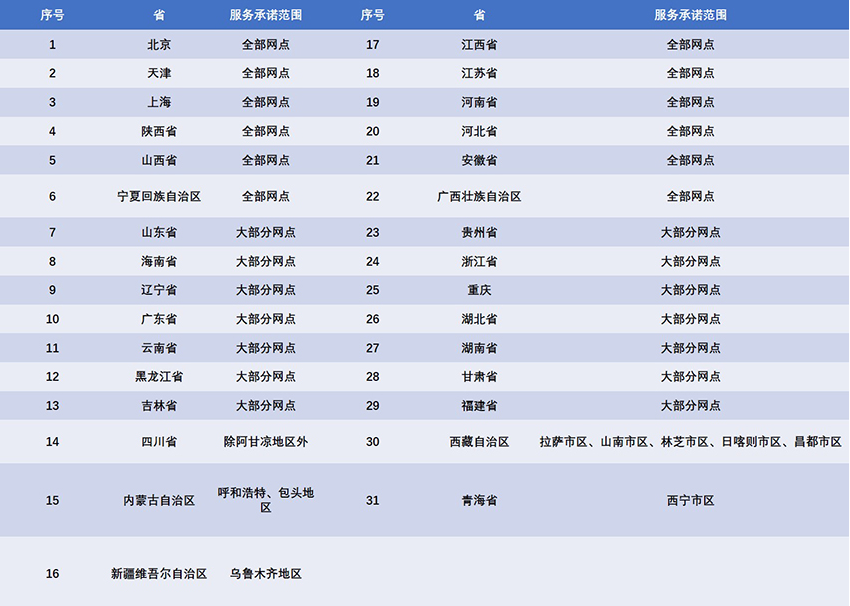 序号 省 服务承诺范围 序号 省 服务承诺范围
1 北京 全部网点 17 江西省 全部网点
2 天津 全部网点 18 江苏省 全部网点
3 上海 全部网点 19 河南省 全部网点
4 陕西省 全部网点 20 河北省 全部网点
5 山西省 全部网点 21 安徽省 全部网点
6 宁夏回族自治区 全部网点 22 广西壮族自治区 全部网点
7 山东省 大部分网点 23 贵州省 大部分网点
8 海南省 大部分网点 24 浙江省 大部分网点
9 辽宁省 大部分网点 25 重庆 大部分网点
10 广东省 大部分网点 26 湖北省 大部分网点
11 云南省 大部分网点 27 湖南省 大部分网点
12 黑龙江省 大部分网点 28 甘肃省 大部分网点
13 吉林省 大部分网点 29 福建省 大部分网点
14 四川省 除阿甘凉地区外 30 西藏自治区 拉萨市区、山南市区、林芝市区、日喀则市区、昌都市区
15 内蒙古自治区 呼和浩特、包头地 31 青海省 西宁市区
区
16 新疆维吾尔自治区 乌鲁木齐地区